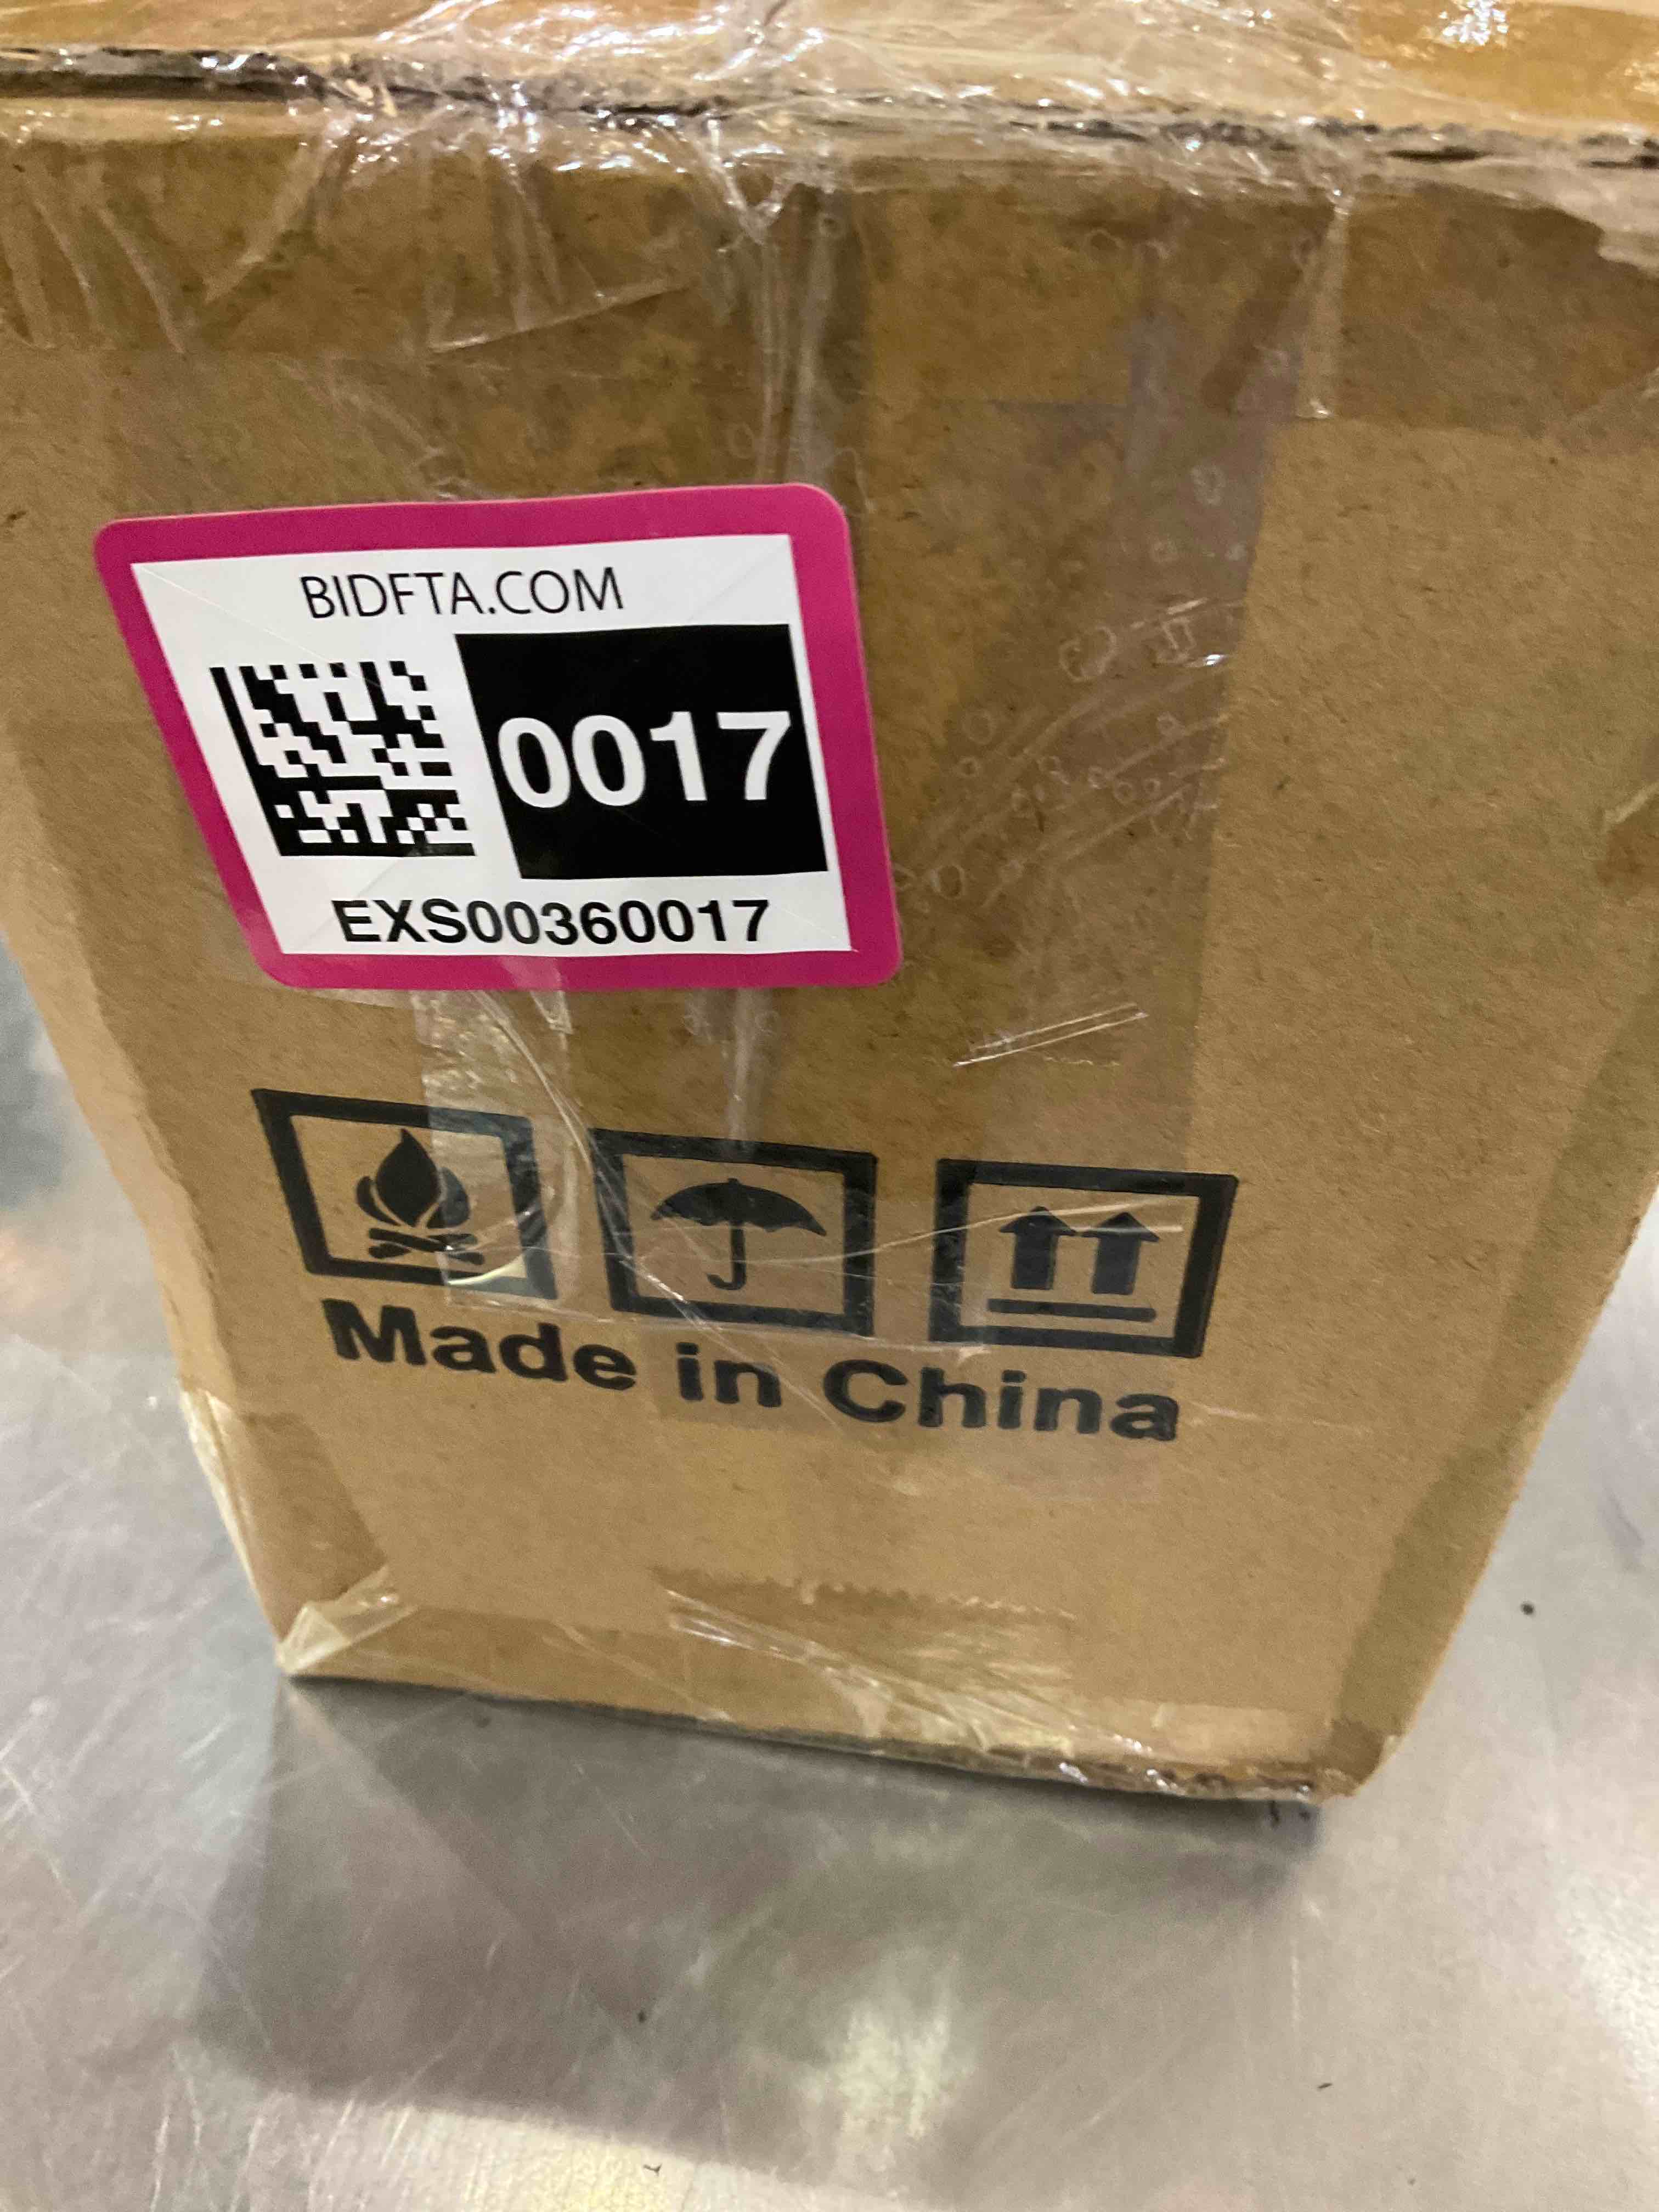 BIDFTA.COM
0017
EXS00360017
Made in China